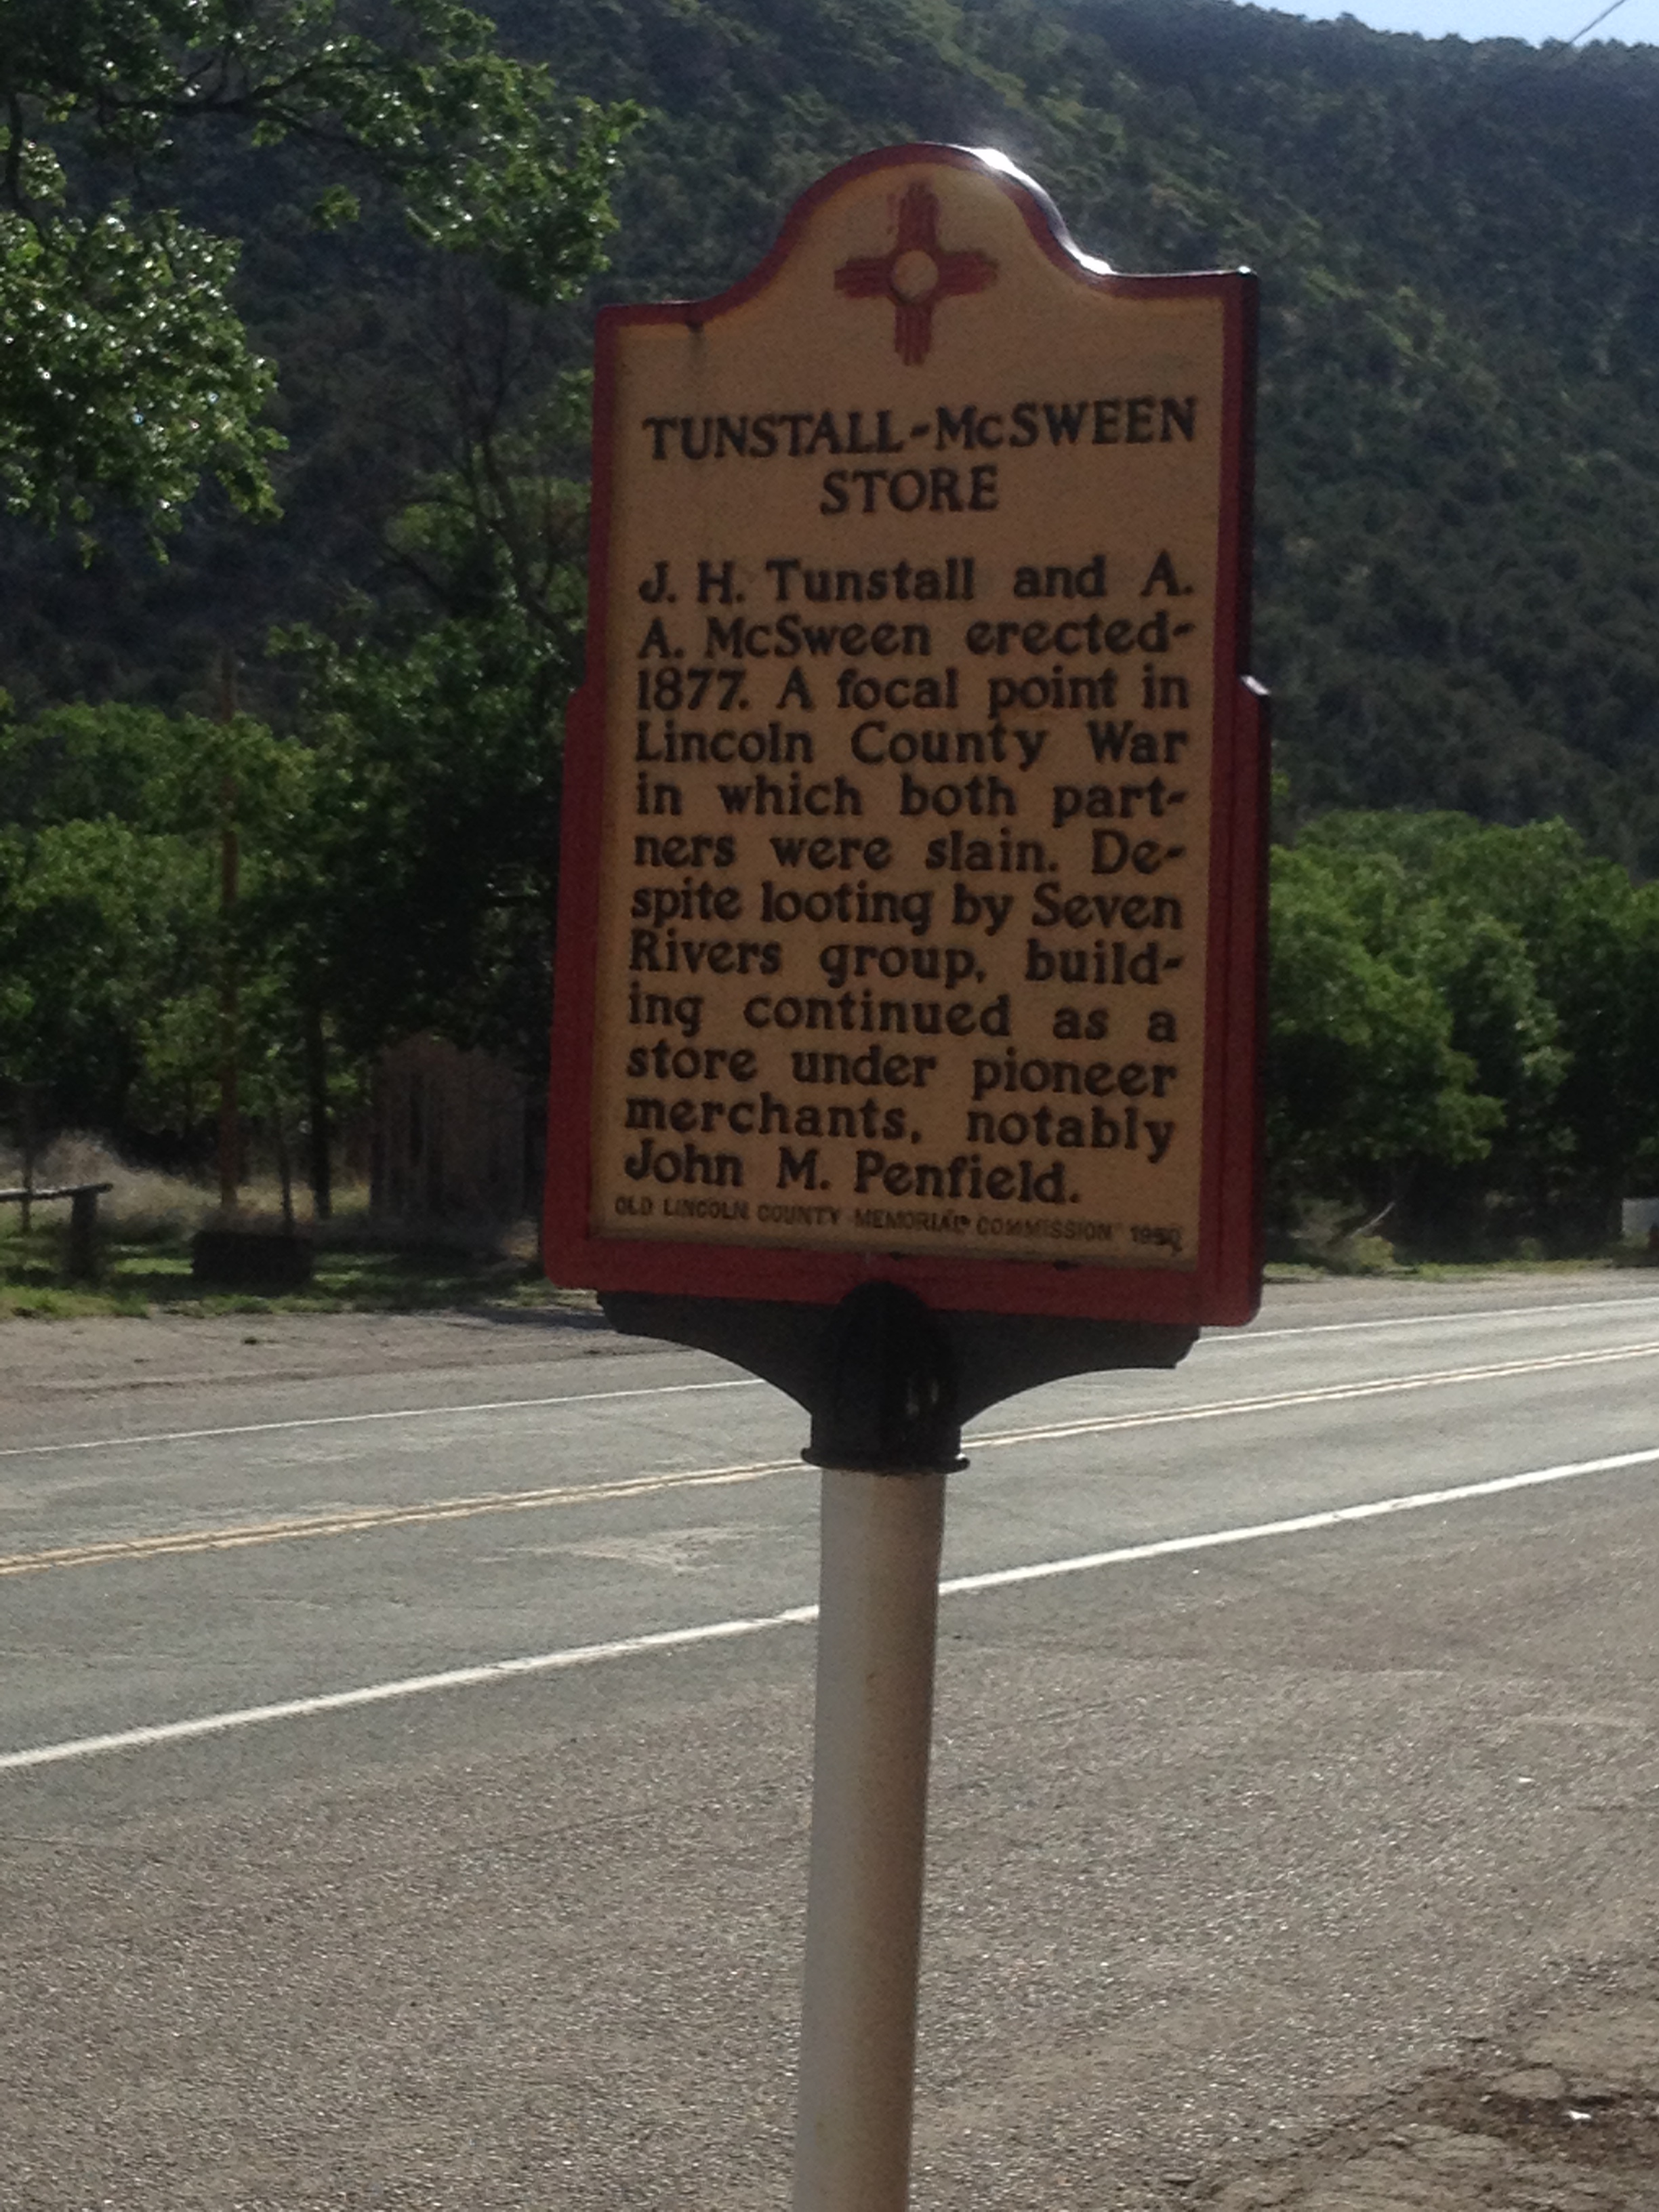 TUNSTALL-McSWEEN
STORE
J. H. Tunstall and A.
A. McSween erected-
1877. A focal point in
Lincoln County War
in which both part-
ners were slain. De-
spite looting by Seven
Rivers group, build-
ing continued as a
store under pioneer
merchants, notably
John M. Penfield.
OLD LINCOLN COUNTY MEMORIAL COMMISSION